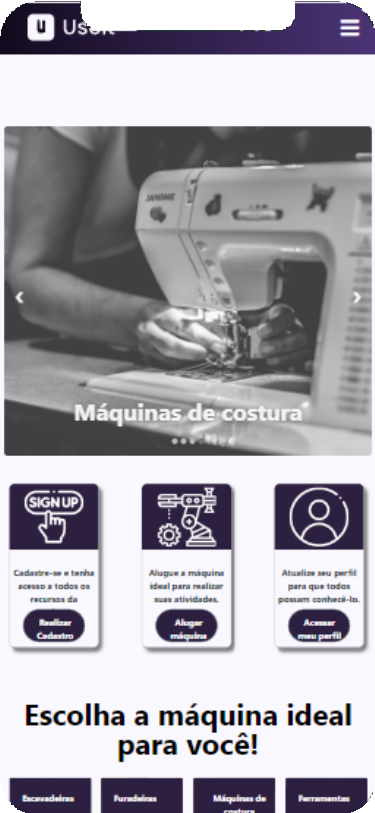 u
JANOME
Máquinas de costura
SIGN UP
Cadastre-se e tenha
acesso a todos os
recursos da
Realizar
Cadastro
Alugue a máquina
ideal para realizar
suas atividades.
Alugar
máquina
Atualize seu perfil
para que todos
possam conhecê-lo.
Acessar
meu perfil
Escolha a máquina ideal
para você!
Escavadeiras
Furadeiras
Máquinas de
costura
Ferramentas